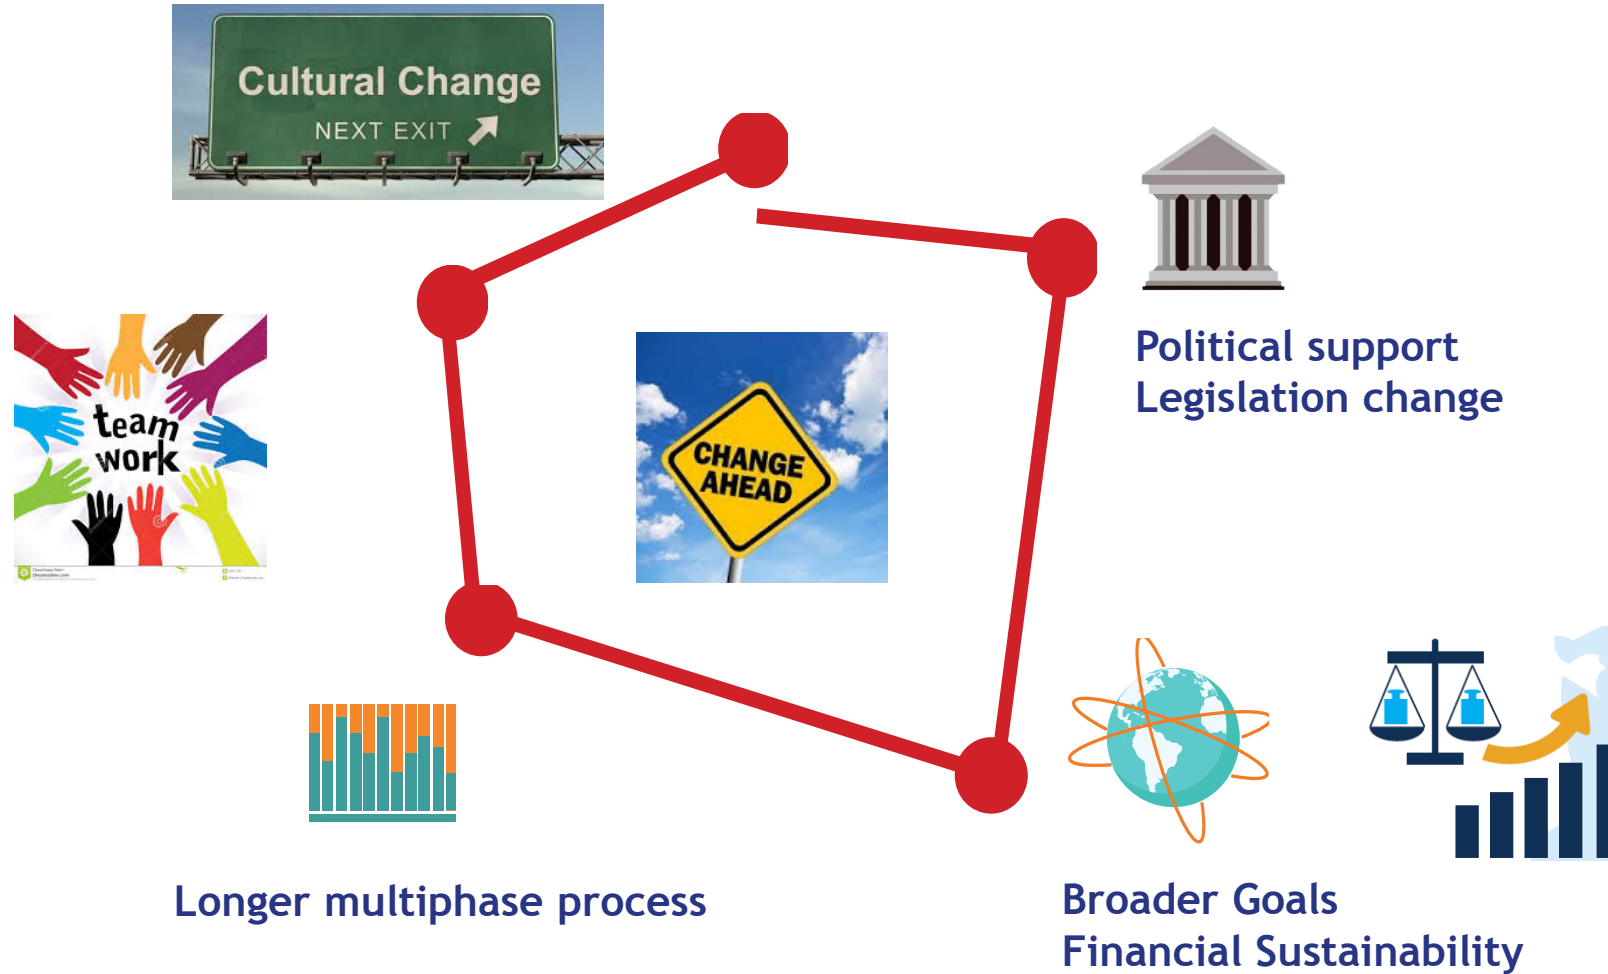 Cultural Change
NEXT EXIT
Political support
Legislation change
team
work
CHANGE
AHEAD
Longer multiphase process
Broader Goals
Financial Sustainability